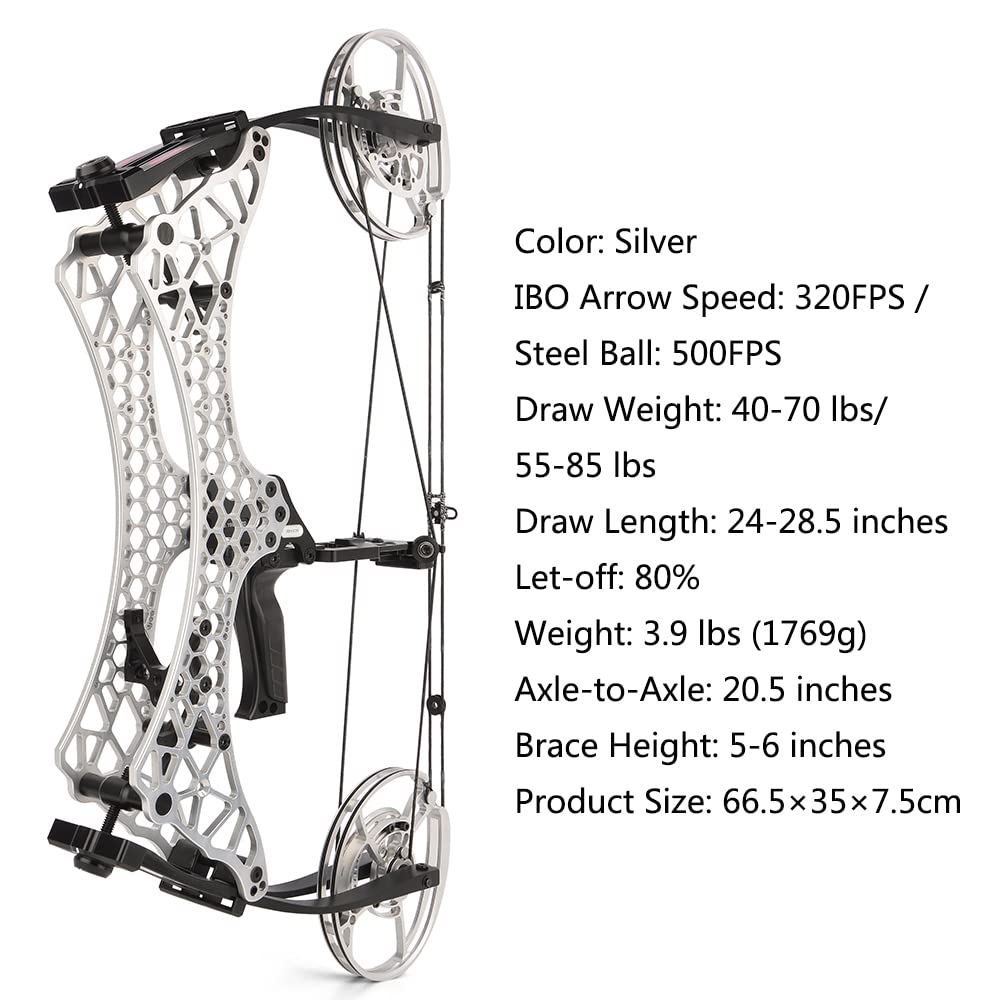 Color: Silver
IBO Arrow Speed: 320FPS /
Steel Ball: 500FPS
Draw Weight: 40-70 lbs/
55-85 lbs
Draw Length: 24-28.5 inches
Let-off: 80%
Weight: 3.9 lbs (1769g)
Axle-to-Axle: 20.5 inches
Brace Height: 5-6 inches
Product Size: 66.5×35×7.5cm